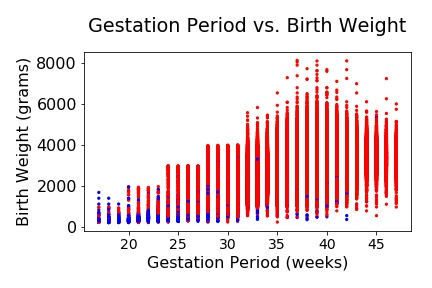 Gestation Period vs. Birth Weight
Birth Weight (grams)
8000
6000
4000
2000
0
20 25 30 35 40 45
Gestation Period (weeks)